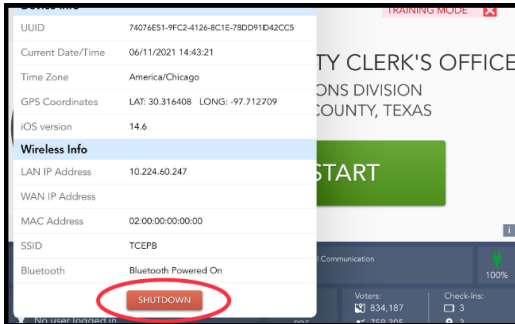 Device Info
TRAINING MODE
UUID 74076E51-9FC2-4126-8C1E-78DD91D42CC5
Current Date/Time 06/11/2021 14:43:21
TY CLERK'S OFFICE
Time Zone America/Chicago
ONS DIVISION
GPS Coordinates LAT: 30.316408 LONG: -97.712709
COUNTY, TEXAS
iOS version 14.6
Wireless Info
LAN IP Address 10.224.60.247
START
WAN IP Address
MAC Address 02:00:00:00:00:00
i
SSID TCEPB
l Communication
Bluetooth Bluetooth Powered On
100%
SHUTDOWN
Voters: Check-Ins:
834,187 3
No user logged in